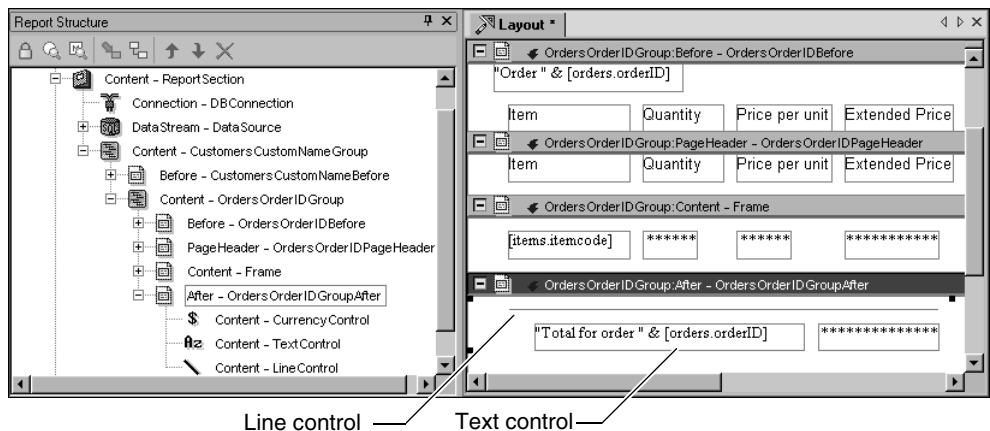 Report Structure
Content – ReportSection
Connection – DBConnection
DataStream – DataSource
Content – CustomersCustomNameGroup
Before – CustomersCustomNameBefore
Content – OrdersOrderIDGroup
Before – OrdersOrderIDBefore
PageHeader – OrdersOrderIDPageHeader
Content – Frame
After – OrdersOrderIDGroupAfter
$ Content – CurrencyControl
Az Content – TextControl
Content – LineControl
Layout *
OrdersOrderIDGroup:Before – OrdersOrderIDBefore
"Order " & [orders.orderID]
Item Quantity Price per unit Extended Price
OrdersOrderIDGroup:PageHeader – OrdersOrderIDPageHeader
Item Quantity Price per unit Extended Price
OrdersOrderIDGroup:Content – Frame
[items.itemcode] ****** ****** ***********
OrdersOrderIDGroup:After – OrdersOrderIDGroupAfter
"Total for order " & [orders.orderID] **************
Line control Text control